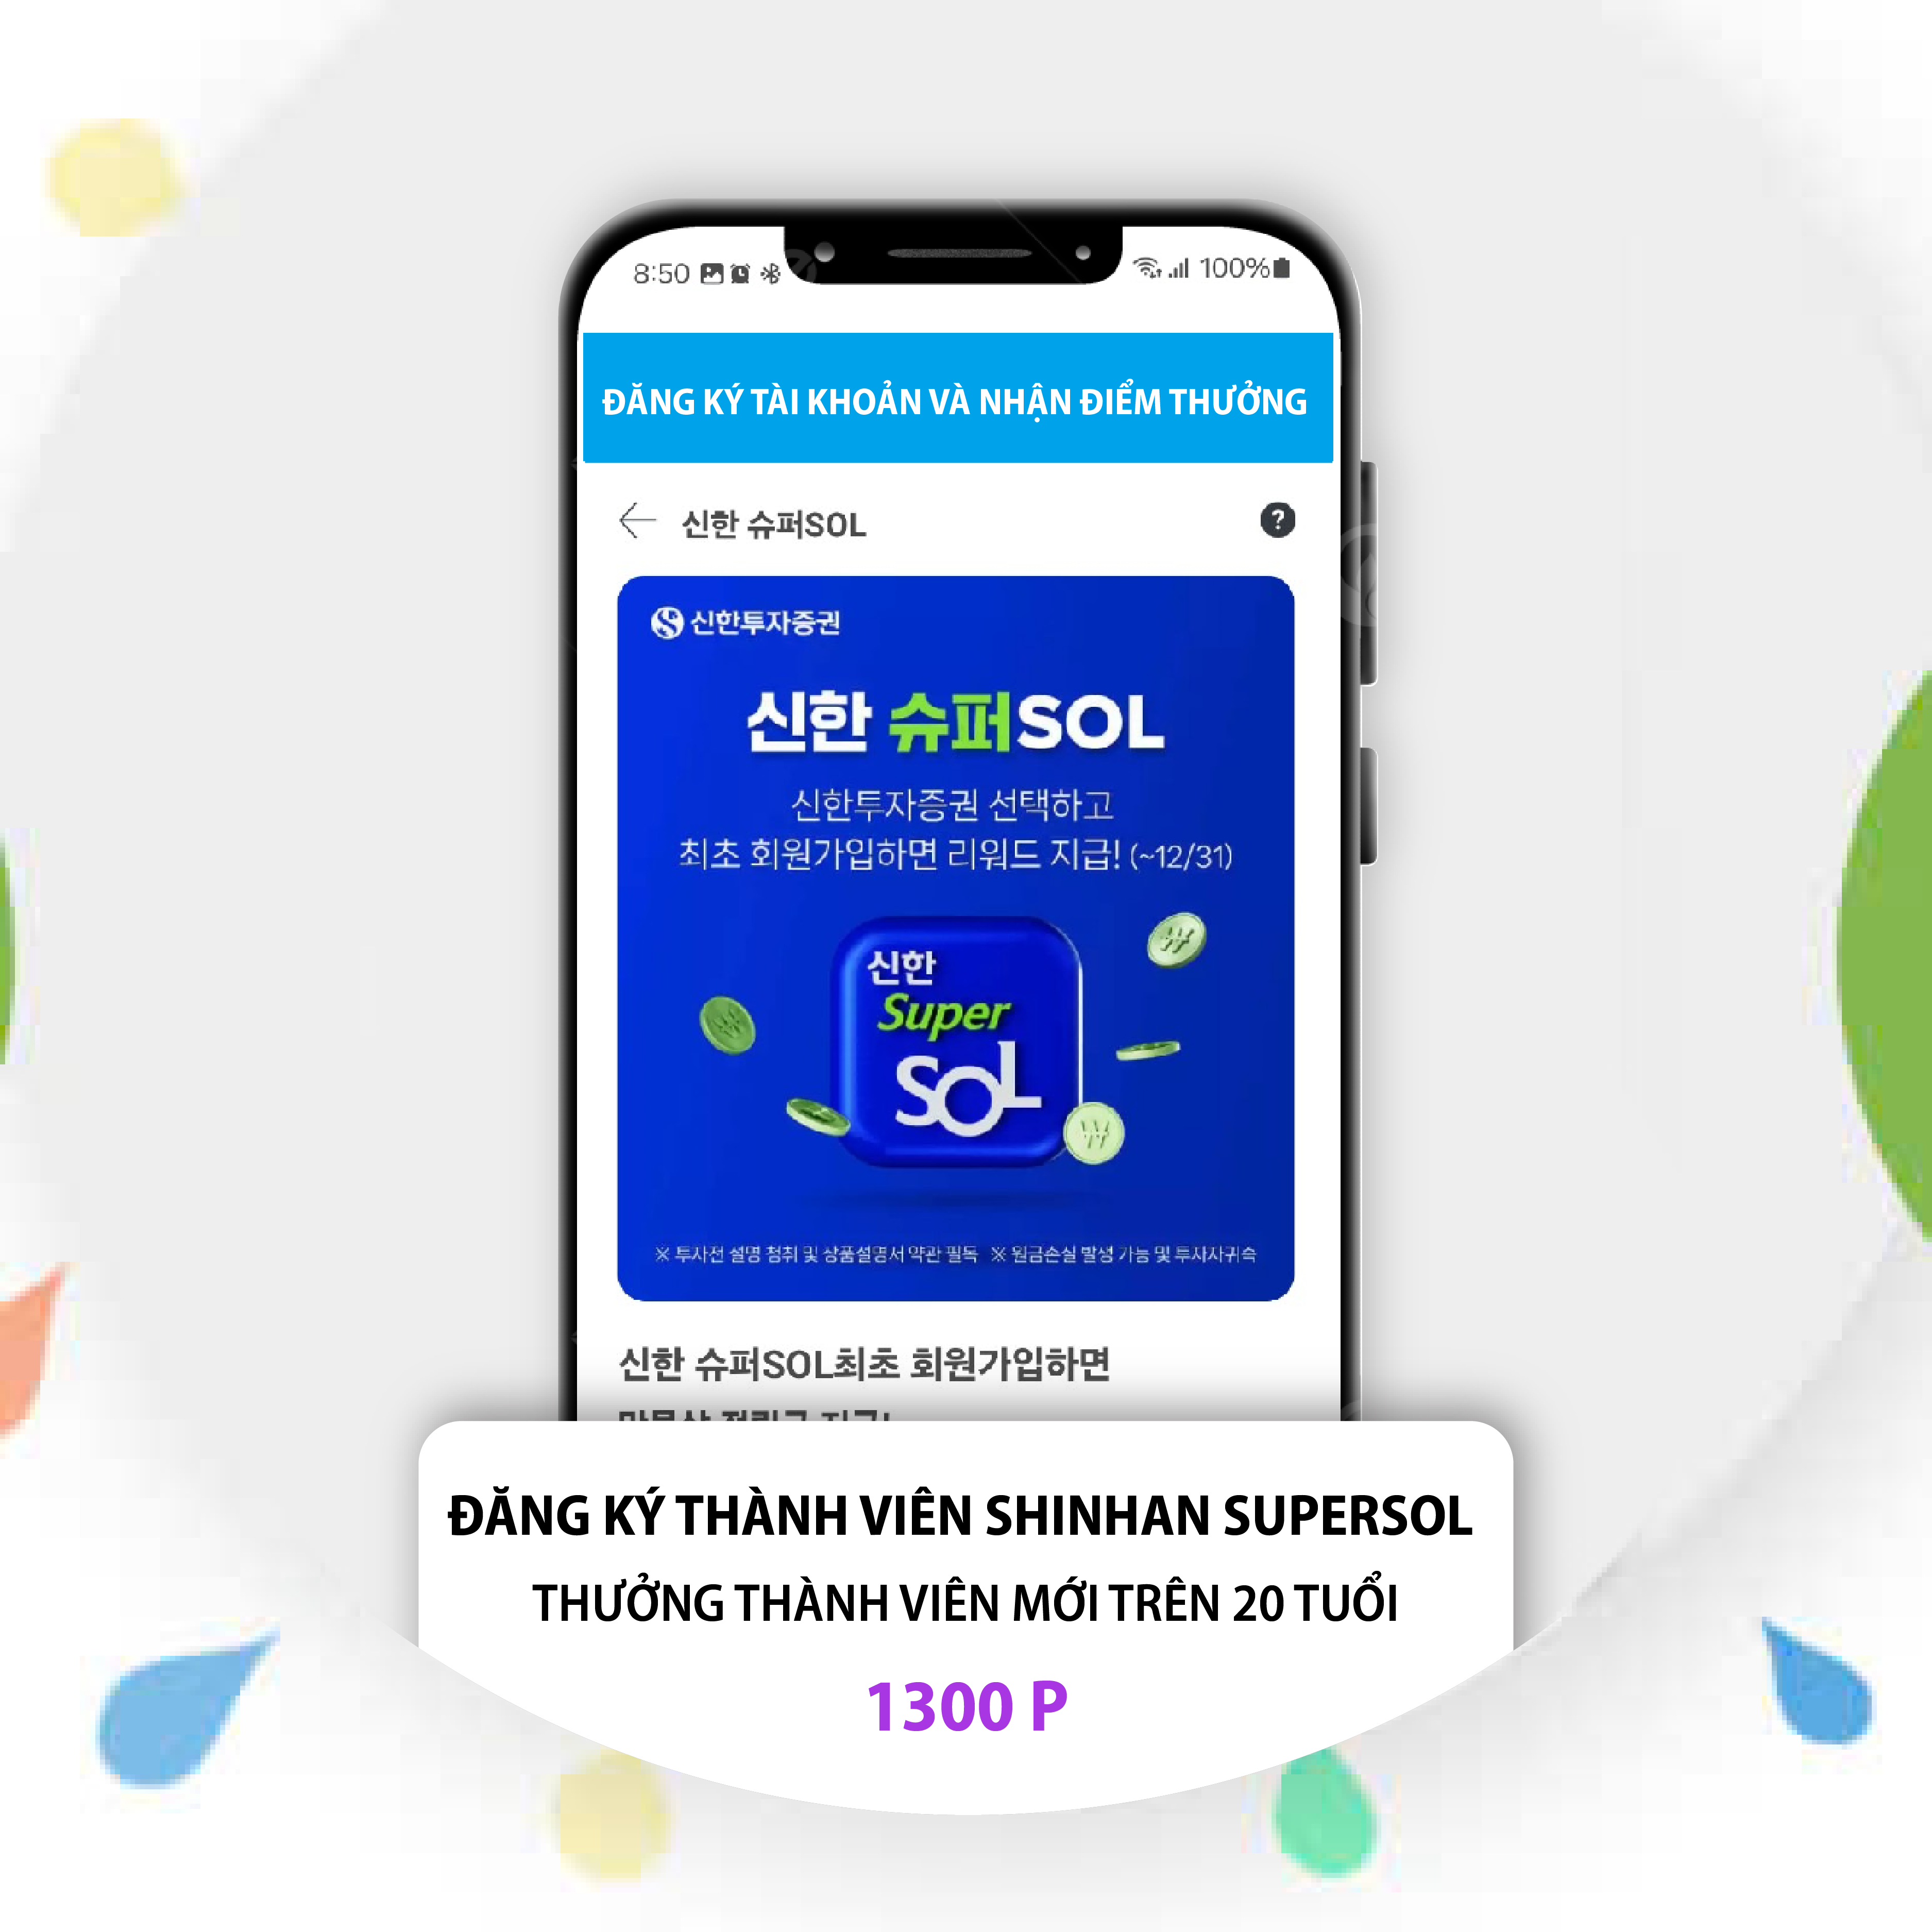 8:50
100%
ĐĂNG KÝ TÀI KHOẢN VÀ NHẬN ĐIỂM THƯỞNG
신한 슈퍼SOL
?
신한투자증권
신한 슈퍼SOL
신한투자증권 선택하고
최초 회원가입하면 리워드 지급! (~12/31)
신한
Super
SOL
※ 투자전 설명 청취 및 상품설명서 약관 필독 ※ 원금손실 발생 가능 및 투자자귀속
신한 슈퍼SOL최초 회원가입하면
ĐĂNG KÝ THÀNH VIÊN SHINHAN SUPERSOL
THƯỞNG THÀNH VIÊN MỚI TRÊN 20 TUỔI
1300 P